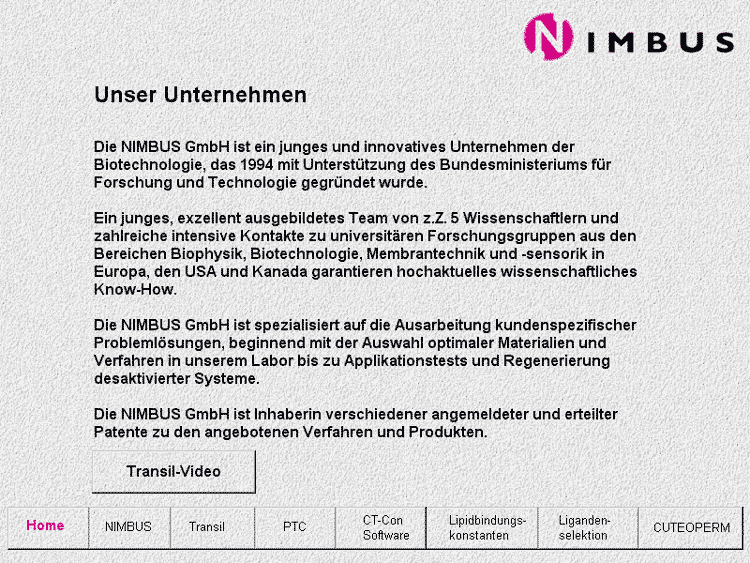 NIMBUS
Unser Unternehmen
Die NIMBUS GmbH ist ein junges und innovatives Unternehmen der
Biotechnologie, das 1994 mit Unterstützung des Bundesministeriums für
Forschung und Technologie gegründet wurde.
Ein junges, exzellent ausgebildetes Team von z.Z. 5 Wissenschaftlern und
zahlreiche intensive Kontakte zu universitären Forschungsgruppen aus den
Bereichen Biophysik, Biotechnologie, Membrantechnik und -sensorik in
Europa, den USA und Kanada garantieren hochaktuelles wissenschaftliches
Know-How.
Die NIMBUS GmbH ist spezialisiert auf die Ausarbeitung kundenspezifischer
Problemlösungen, beginnend mit der Auswahl optimaler Materialien und
Verfahren in unserem Labor bis zu Applikationstests und Regenerierung
desaktivierter Systeme.
Die NIMBUS GmbH ist Inhaberin verschiedener angemeldeter und erteilter
Patente zu den angebotenen Verfahren und Produkten.
Transil-Video
Home
NIMBUS
Transil
PTC
CT-Con
Software
Lipidbindungs-
konstanten
Liganden-
selektion
CUTEOPERM